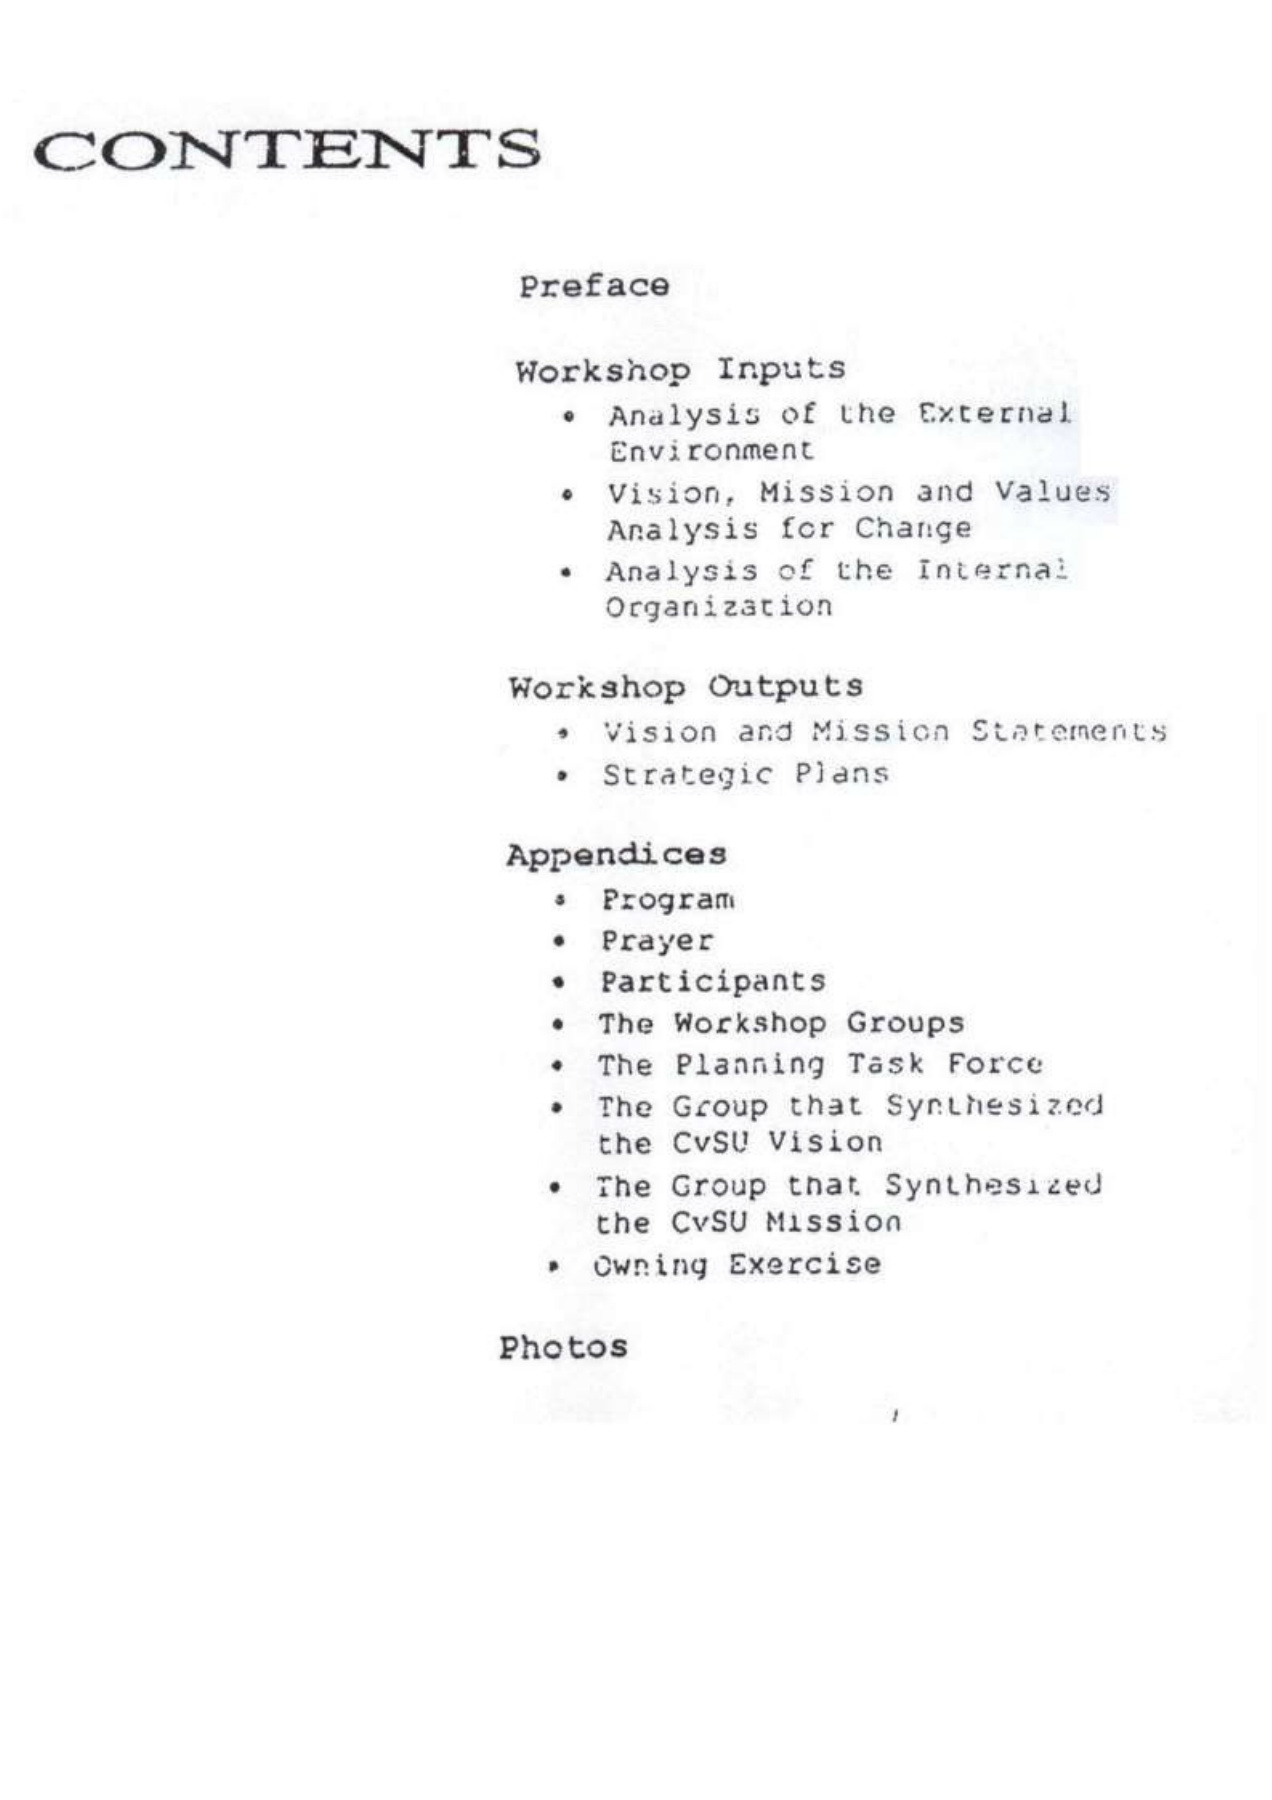 CONTENTS
Preface
Workshop Inputs
• Analysis of the External
Environment
• Vision, Mission and Values
Analysis for Change
• Analysis of the Internal
Organization
Workshop Outputs
• Vision and Mission Statements
• Strategic Plans
Appendices
• Program
• Prayer
• Participants
• The Workshop Groups
• The Planning Task Force
• The Group that Synthesized
the CvSU Vision
• The Group that Synthesized
the CvSU Mission
• Owning Exercise
Photos